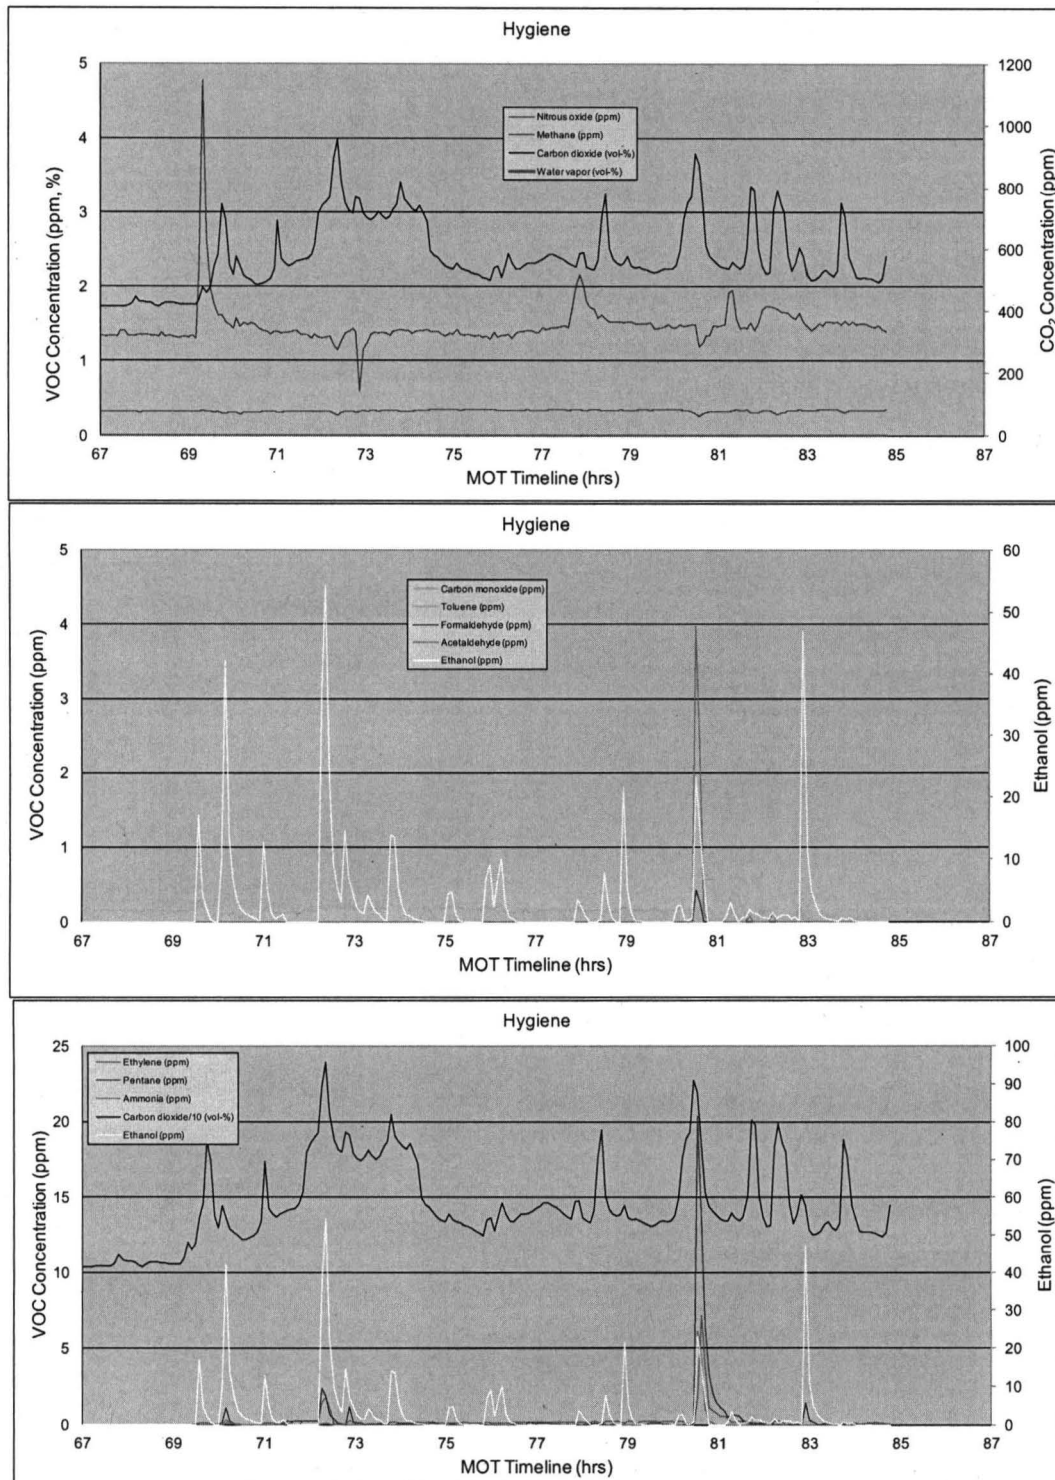 Hygiene
5
4
3
2
1
0
VOC Concentration (ppm, %)
Nitrous oxide (ppm)
Methane (ppm)
Carbon dioxide (vol-%)
Water vapor (vol-%)
1200
1000
800
600
400
200
0
CO₂ Concentration (ppm)
67 69 71 73 75 77 79 81 83 85 87
MOT Timeline (hrs)
Hygiene
5
4
3
2
1
0
VOC Concentration (ppm)
Carbon monoxide (ppm)
Toluene (ppm)
Formaldehyde (ppm)
Acetaldehyde (ppm)
Ethanol (ppm)
60
50
40
30
20
10
0
Ethanol (ppm)
67 69 71 73 75 77 79 81 83 85 87
MOT Timeline (hrs)
Hygiene
25
20
15
10
5
0
VOC Concentration (ppm)
Ethylene (ppm)
Pentane (ppm)
Ammonia (ppm)
Carbon dioxide/10 (vol-%)
Ethanol (ppm)
100
90
80
70
60
50
40
30
20
10
0
Ethanol (ppm)
67 69 71 73 75 77 79 81 83 85 87
MOT Timeline (hrs)